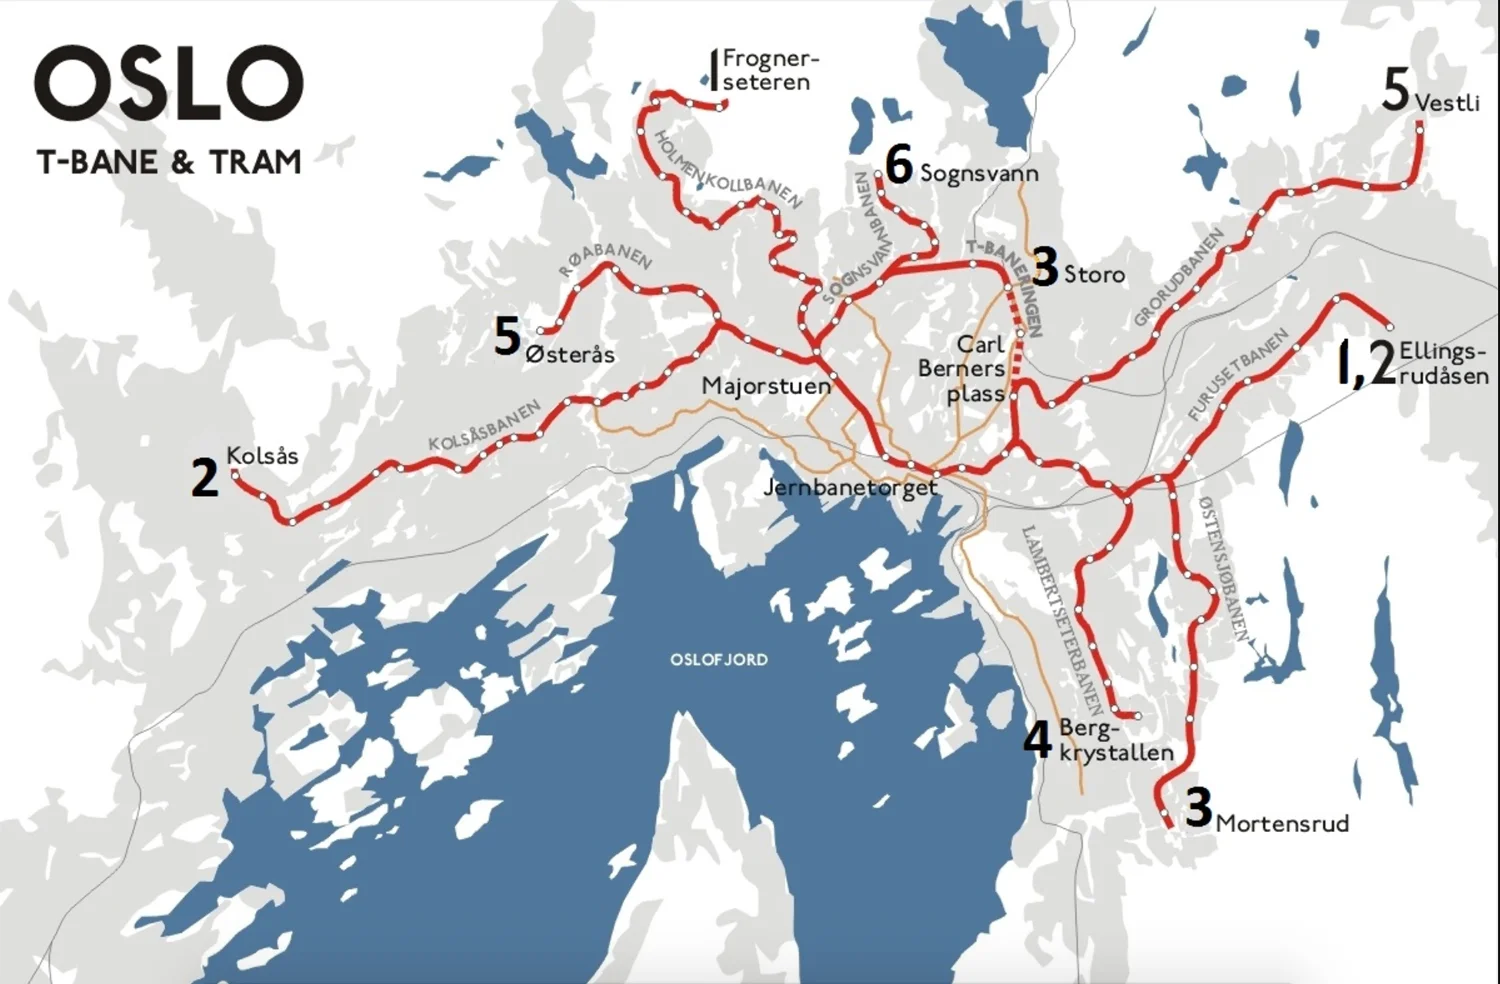 OSLO
T-BANE & TRAM
1 Frogner-
seteren
5 Vestli
HOLMENKOLLBANEN
6 Sognsvann
SOGNSVANNBANEN
T-BANERINGEN
3 Storo
RØABANEN
5 Østerås
GRORUDBANEN
Carl
Berners
plass
FURUSETBANEN
1,2 Ellings-
rudåsen
Majorstuen
KOLSÅSBANEN
2 Kolsås
Jernbanetorget
LAMBERTSETERBANEN
ØSTENSJØBANEN
OSLOFJORD
4 Berg-
krystallen
3 Mortensrud